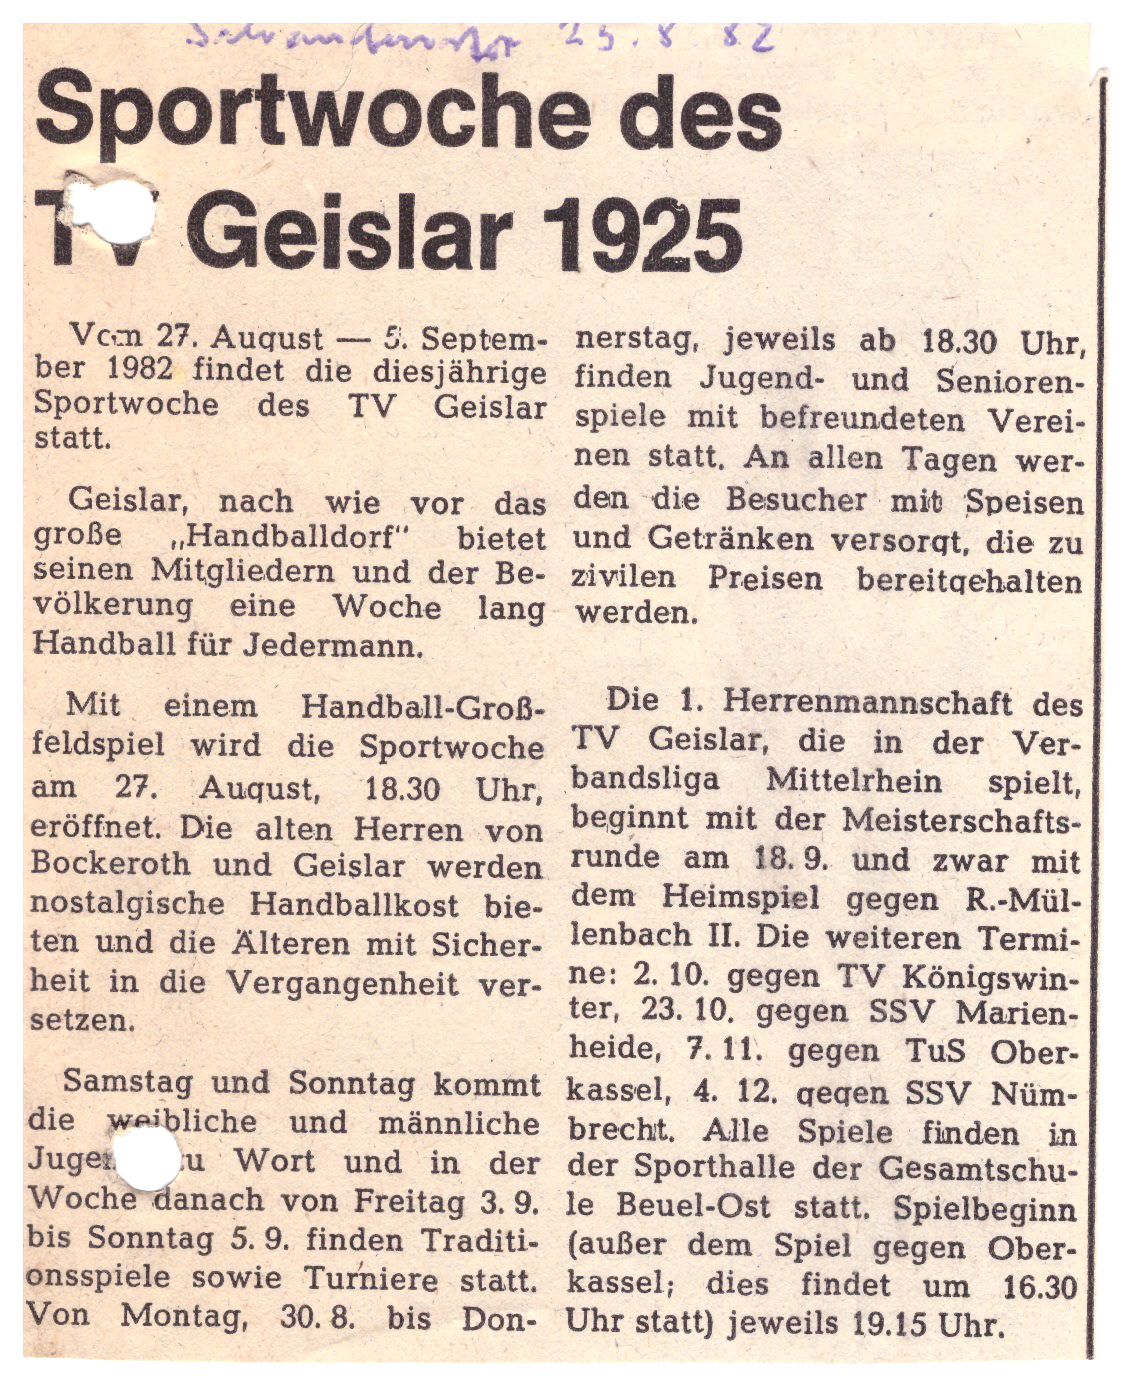 23.8.82
Sportwoche des
TV Geislar 1925
Vom 27. August — 5. Septem-
ber 1982 findet die diesjährige
Sportwoche des TV Geislar
statt.
Geislar, nach wie vor das
große „Handballdorf" bietet
seinen Mitgliedern und der Be-
völkerung eine Woche lang
Handball für Jedermann.
Mit einem Handball-Groß-
feldspiel wird die Sportwoche
am 27. August, 18.30 Uhr,
eröffnet. Die alten Herren von
Bockeroth und Geislar werden
nostalgische Handballkost bie-
ten und die Älteren mit Sicher-
heit in die Vergangenheit ver-
setzen.
Samstag und Sonntag kommt
die weibliche und männliche
Jugend zu Wort und in der
Woche danach von Freitag 3. 9.
bis Sonntag 5. 9. finden Traditi-
onsspiele sowie Turniere statt.
Von Montag, 30. 8. bis Don-
nerstag, jeweils ab 18.30 Uhr,
finden Jugend- und Senioren-
spiele mit befreundeten Verei-
nen statt. An allen Tagen wer-
den die Besucher mit Speisen
und Getränken versorgt, die zu
zivilen Preisen bereitgehalten
werden.
Die 1. Herrenmannschaft des
TV Geislar, die in der Ver-
bandsliga Mittelrhein spielt,
beginnt mit der Meisterschafts-
runde am 18. 9. und zwar mit
dem Heimspiel gegen R.-Mül-
lenbach II. Die weiteren Termi-
ne: 2. 10. gegen TV Königswin-
ter, 23. 10. gegen SSV Marien-
heide, 7. 11. gegen TuS Ober-
kassel, 4. 12. gegen SSV Nüm-
brecht. Alle Spiele finden in
der Sporthalle der Gesamtschu-
le Beuel-Ost statt. Spielbeginn
(außer dem Spiel gegen Ober-
kassel; dies findet um 16.30
Uhr statt) jeweils 19.15 Uhr.